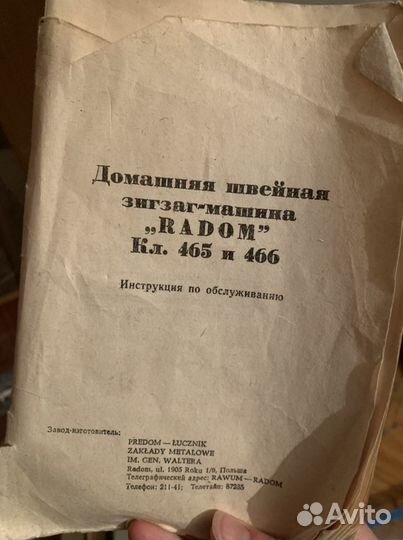 Домашняя швейная
зигзаг-машина
„RADOM”
Кл. 465 и 466
Инструкция по обслуживанию
Завод-изготовитель:
PREDOM — ŁUCZNIK
ZAKŁADY METALOWE
IM. GEN. WALTERA
Radom, ul. 1905 Roku 1/9, Польша
Телеграфический адрес: RAWUM — RADOM
Телефон: 211-41; Телетайп: 67235
Avito